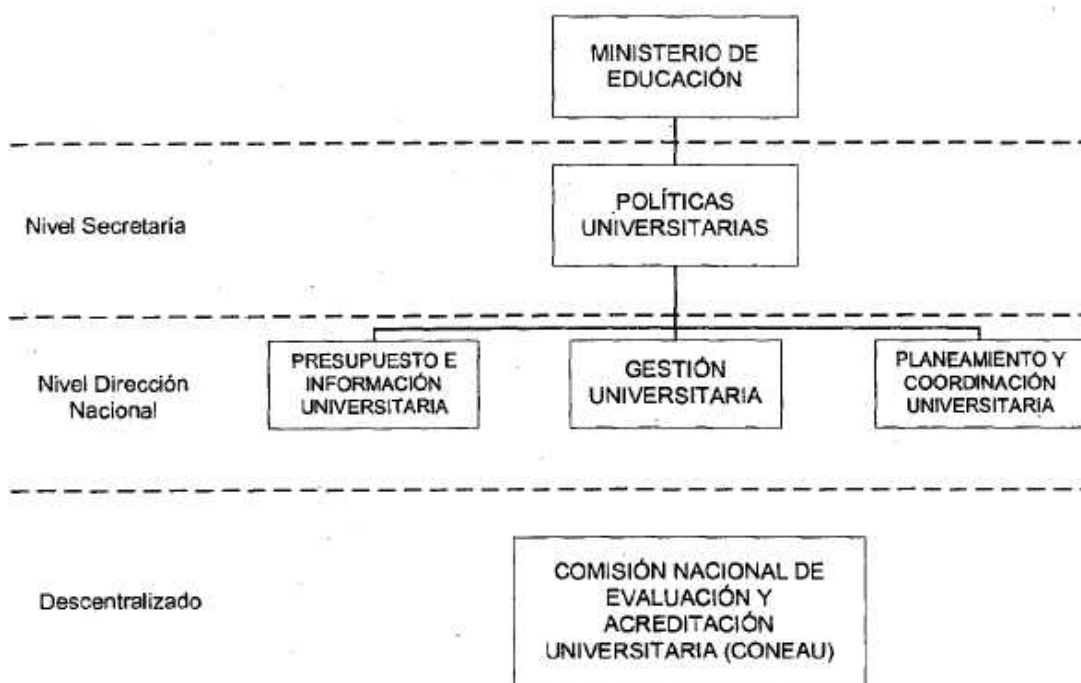 MINISTERIO DE
EDUCACIÓN
Nivel Secretaría
POLÍTICAS
UNIVERSITARIAS
Nivel Dirección
Nacional
PRESUPUESTO E
INFORMACIÓN
UNIVERSITARIA
GESTIÓN
UNIVERSITARIA
PLANEAMIENTO Y
COORDINACIÓN
UNIVERSITARIA
Descentralizado
COMISIÓN NACIONAL DE
EVALUACIÓN Y
ACREDITACIÓN
UNIVERSITARIA (CONEAU)